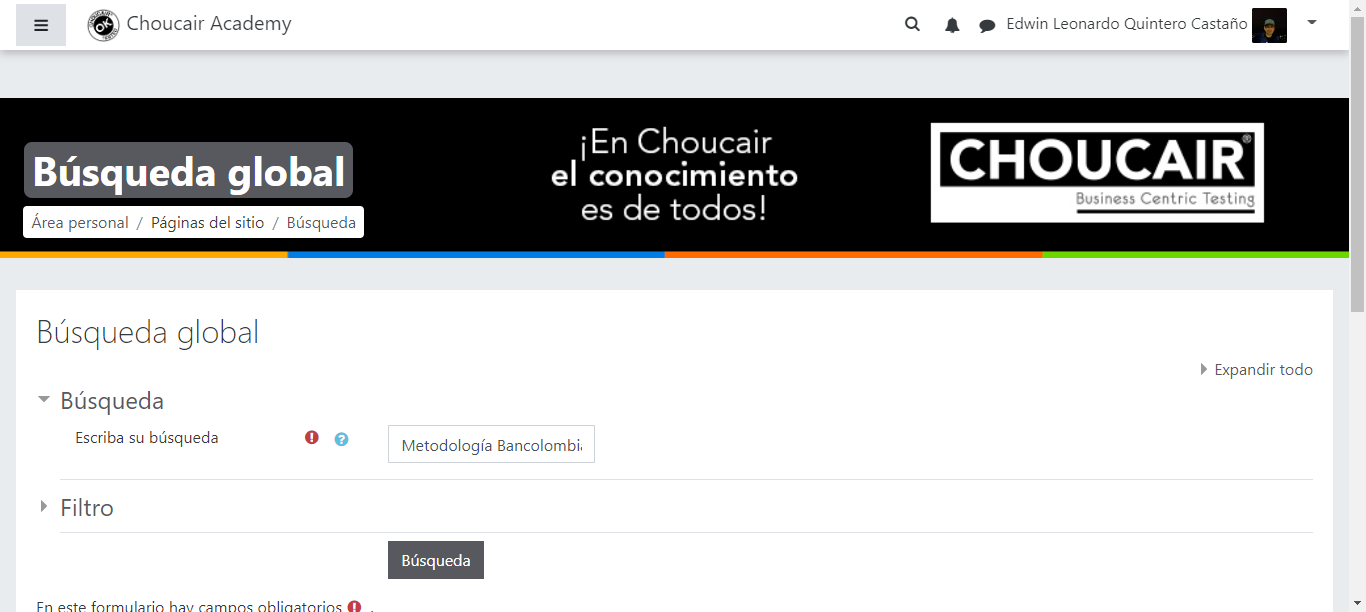 Choucair Academy
Edwin Leonardo Quintero Castaño
Búsqueda global
Área personal / Páginas del sitio / Búsqueda
¡En Choucair
el conocimiento
es de todos!
CHOUCAIR®
Business Centric Testing
Búsqueda global
Expandir todo
Búsqueda
Escriba su búsqueda
Metodología Bancolombia
Filtro
Búsqueda
En este formulario hay campos obligatorios .